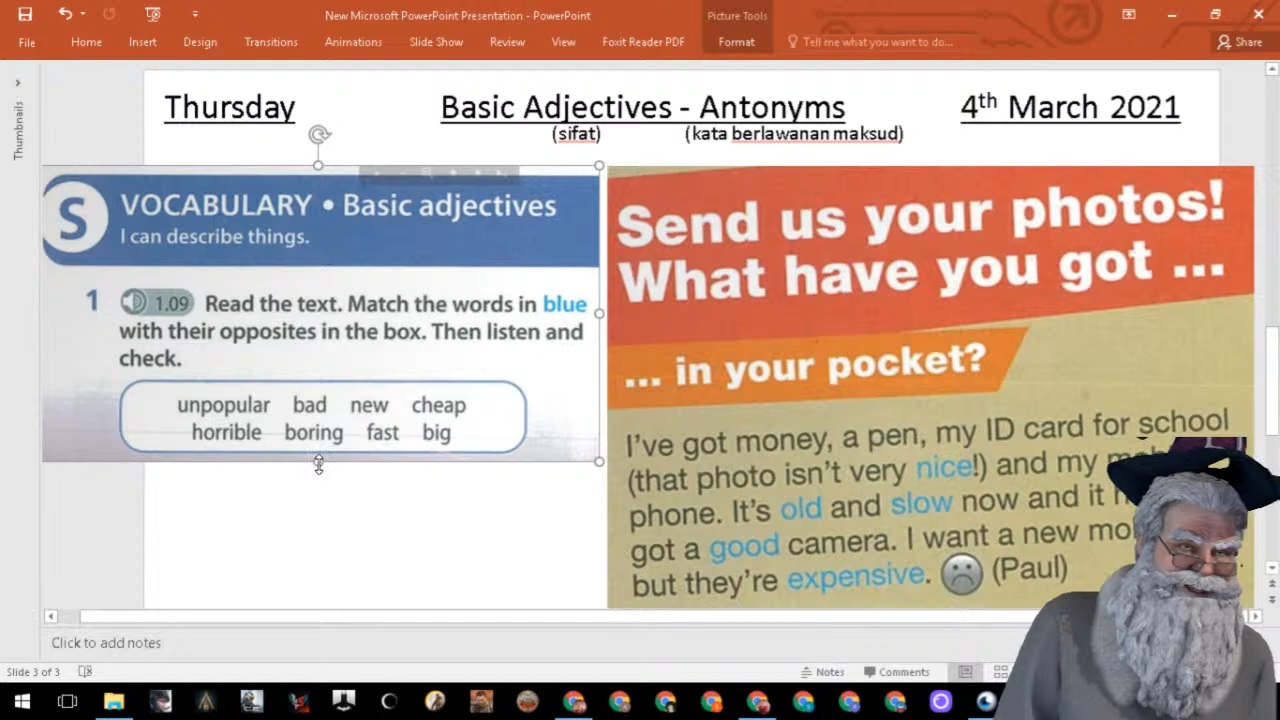 New Microsoft PowerPoint Presentation - PowerPoint
Picture Tools
File Home Insert Design Transitions Animations Slide Show Review View Foxit Reader PDF Format Tell me what you want to do... Share
Thumbnails
Thursday Basic Adjectives - Antonyms 4th March 2021
(sifat) (kata berlawanan maksud)
S
VOCABULARY • Basic adjectives
I can describe things.
1 1.09 Read the text. Match the words in blue
with their opposites in the box. Then listen and
check.
unpopular bad new cheap
horrible boring fast big
Send us your photos!
What have you got ...
... in your pocket?
I've got money, a pen, my ID card for school
(that photo isn't very nice!) and my
phone. It's old and slow now and it
got a good camera. I want a new
but they're expensive. (Paul)
Click to add notes
Slide 3 of 3 Notes Comments